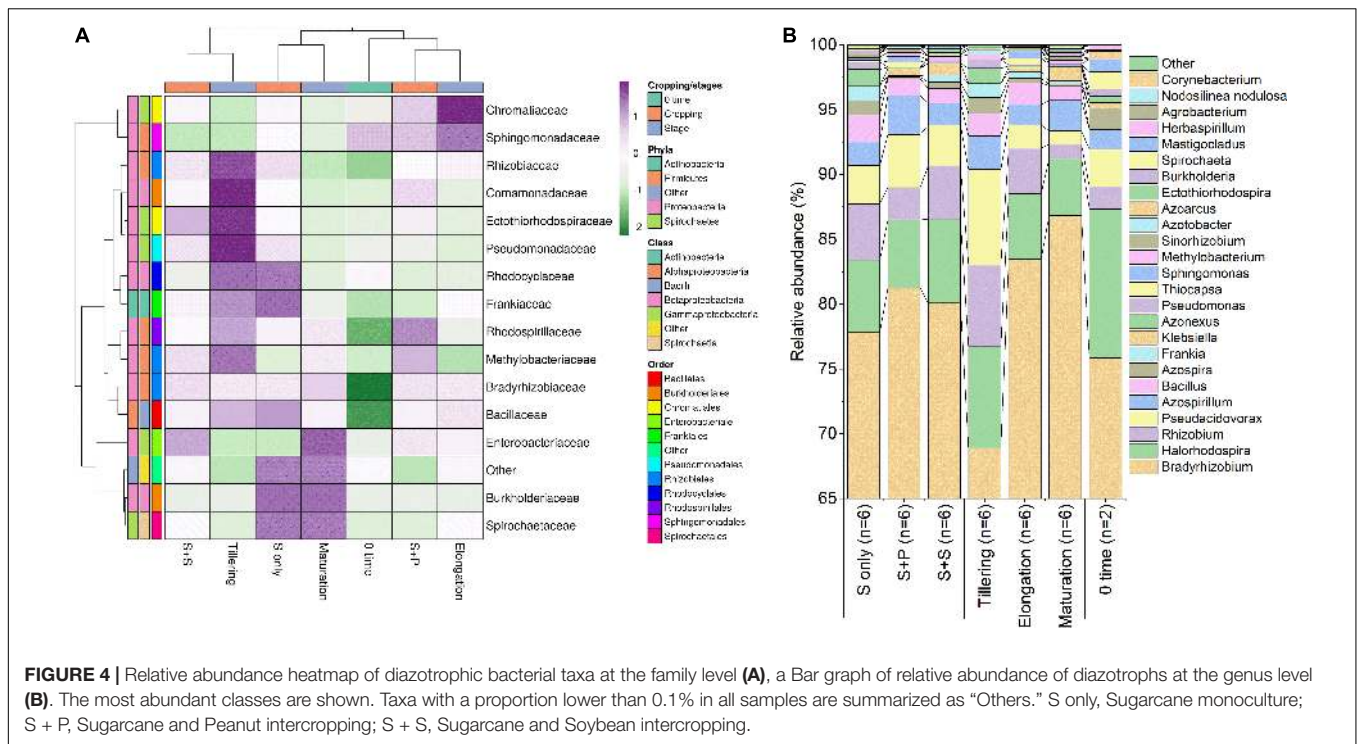 A
Chromaliaceae
Sphingomonadaceae
Rhizobiaceae
Comamonadaceae
Ectothiorhodospiraceae
Pseudomonadaceae
Rhodocyclaceae
Frankiaceae
Rhodospirillaceae
Methylobacteriaceae
Bradyrhizobiaceae
Bacillaceae
Enterobacteriaceae
Other
Burkholderiaceae
Spirochaetaceae
S+S
Tillering
S only
Maturation
0 time
S+P
Elongation
1
0
-1
2
Cropping/stages
0 time
Cropping
Stage
Phyla
Actinobacteria
Firmicutes
Other
Proteobacteria
Spirochaetes
Class
Actinobacteria
Alphaproteobacteria
Bacilli
Betaproteobacteria
Gammaproteobacteria
Other
Spirochaetia
Order
Bacillales
Burkholderiales
Chromatiales
Enterobacteriale
Frankiales
Other
Pseudomonadales
Rhizobiales
Rhodocyclales
Rhodospirillales
Sphingomonadales
Spirochaetales
B
Relative abundance (%)
100
95
90
85
80
75
70
65
S only (n=6)
S+P (n=6)
S+S (n=6)
Tillering (n=6)
Elongation (n=6)
Maturation (n=6)
0 time (n=2)
Other
Corynebacterium
Nodosilinea nodulosa
Agrobacterium
Herbaspirillum
Mastigocladus
Spirochaeta
Burkholderia
Ectothiorhodospira
Azoarcus
Azotobacter
Sinorhizobium
Methylobacterium
Sphingomonas
Thiocapsa
Pseudomonas
Azonexus
Klebsiella
Frankia
Azospira
Bacillus
Azospirillum
Pseudacidovorax
Rhizobium
Halorhodospira
Bradyrhizobium
FIGURE 4 | Relative abundance heatmap of diazotrophic bacterial taxa at the family level (A), a Bar graph of relative abundance of diazotrophs at the genus level
(B). The most abundant classes are shown. Taxa with a proportion lower than 0.1% in all samples are summarized as “Others.” S only, Sugarcane monoculture;
S + P, Sugarcane and Peanut intercropping; S + S, Sugarcane and Soybean intercropping.